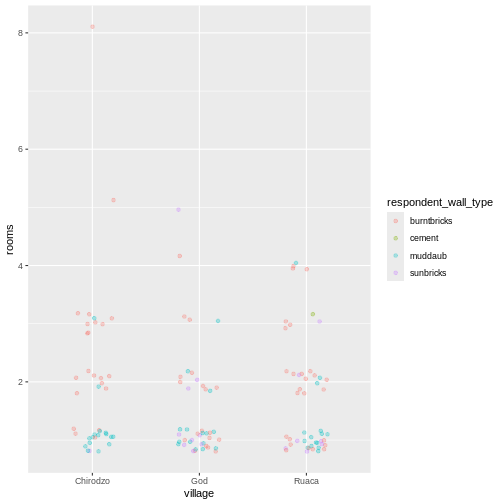 8
6
4
2
rooms
Chirodzo
God
Ruaca
village
respondent_wall_type
burntbricks
cement
muddaub
sunbricks